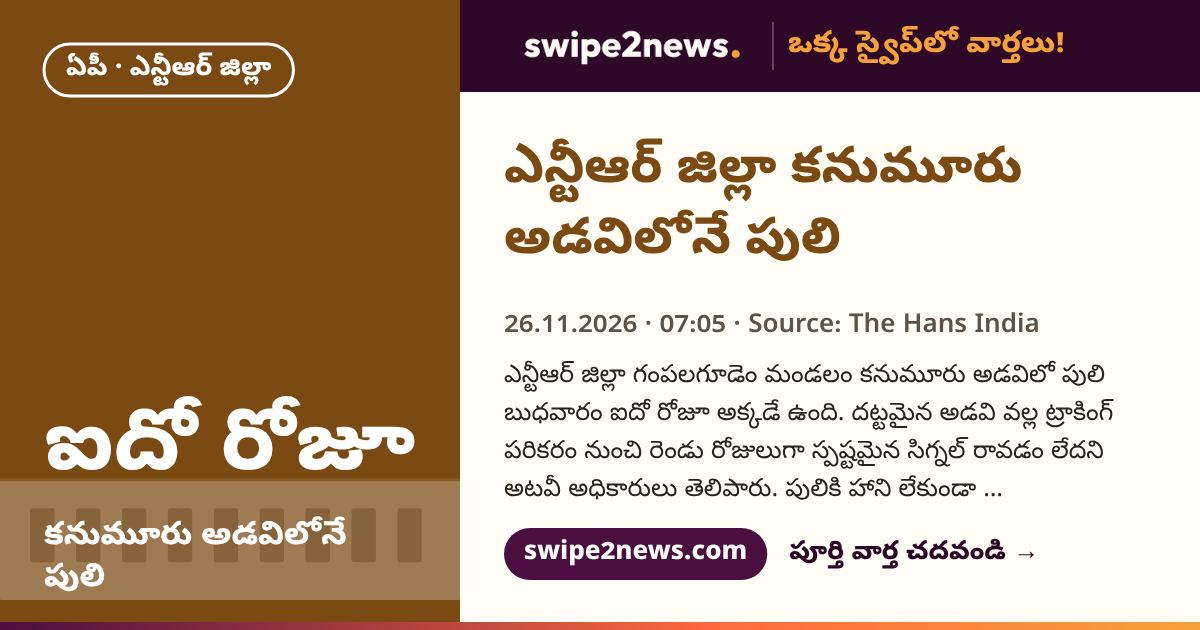 ఏపీ · ఎన్టీఆర్ జిల్లా
ఐదో రోజూ
కనుమూరు అడవిలోనే
పులి
swipe2news.
ఒక్క స్వైప్‌లో వార్తలు!
ఎన్టీఆర్ జిల్లా కనుమూరు
అడవిలోనే పులి
26.11.2026 · 07:05 · Source: The Hans India
ఎన్టీఆర్ జిల్లా గంపలగూడెం మండలం కనుమూరు అడవిలో పులి
బుధవారం ఐదో రోజూ అక్కడే ఉంది. దట్టమైన అడవి వల్ల ట్రాకింగ్
పరికరం నుంచి రెండు రోజులుగా స్పష్టమైన సిగ్నల్ రావడం లేదని
అటవీ అధికారులు తెలిపారు. పులికి హాని లేకుండా ...
swipe2news.com
పూర్తి వార్త చదవండి →